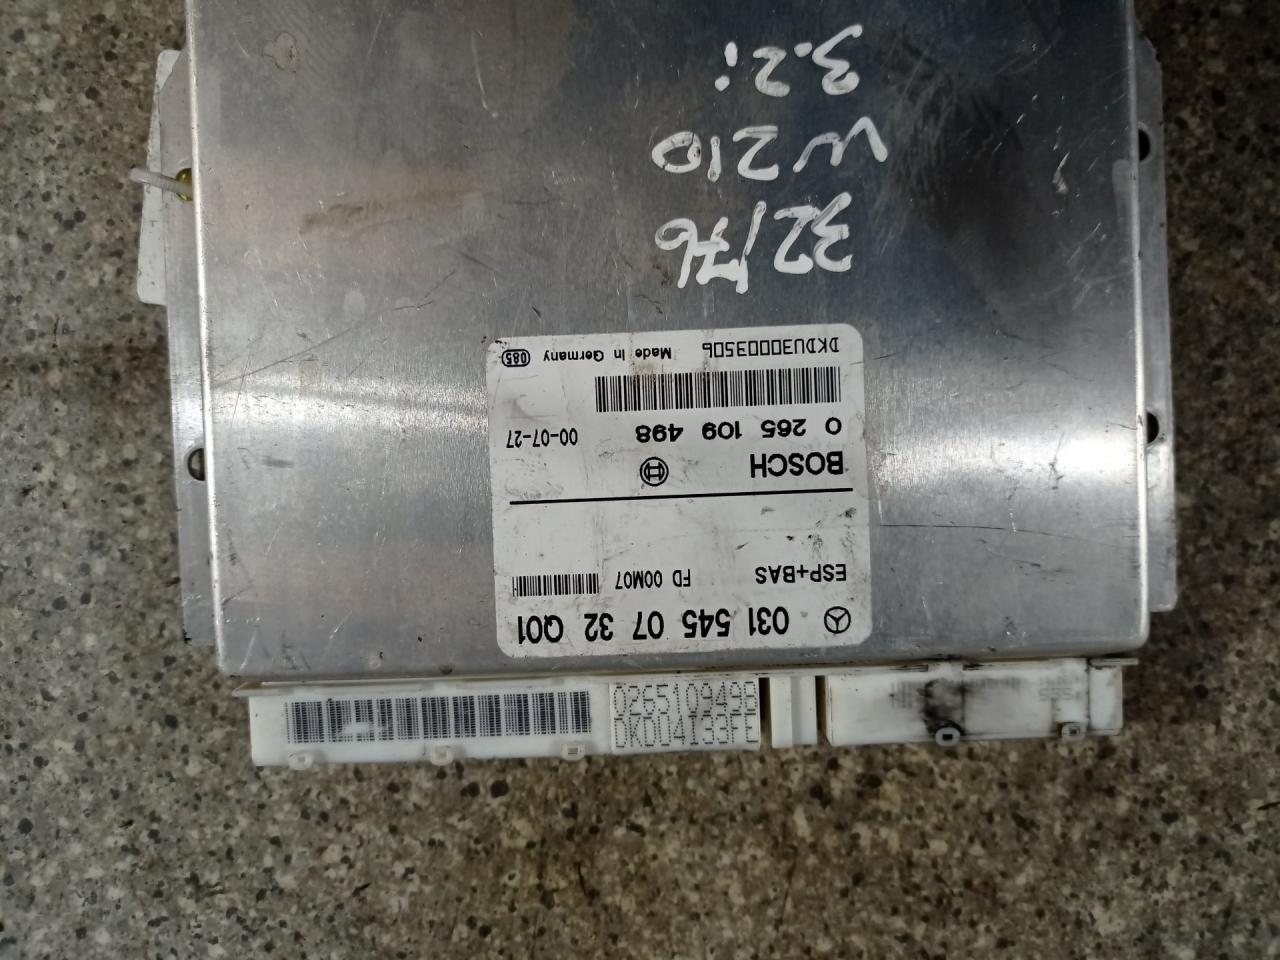 0265109498
DKDU4I33FE
031 545 07 32 Q01
ESP+BAS FD 00M07
BOSCH
0 265 109 498 00-07-27
DKDU30003506 Made in Germany 085
32/76
W210
3.2i